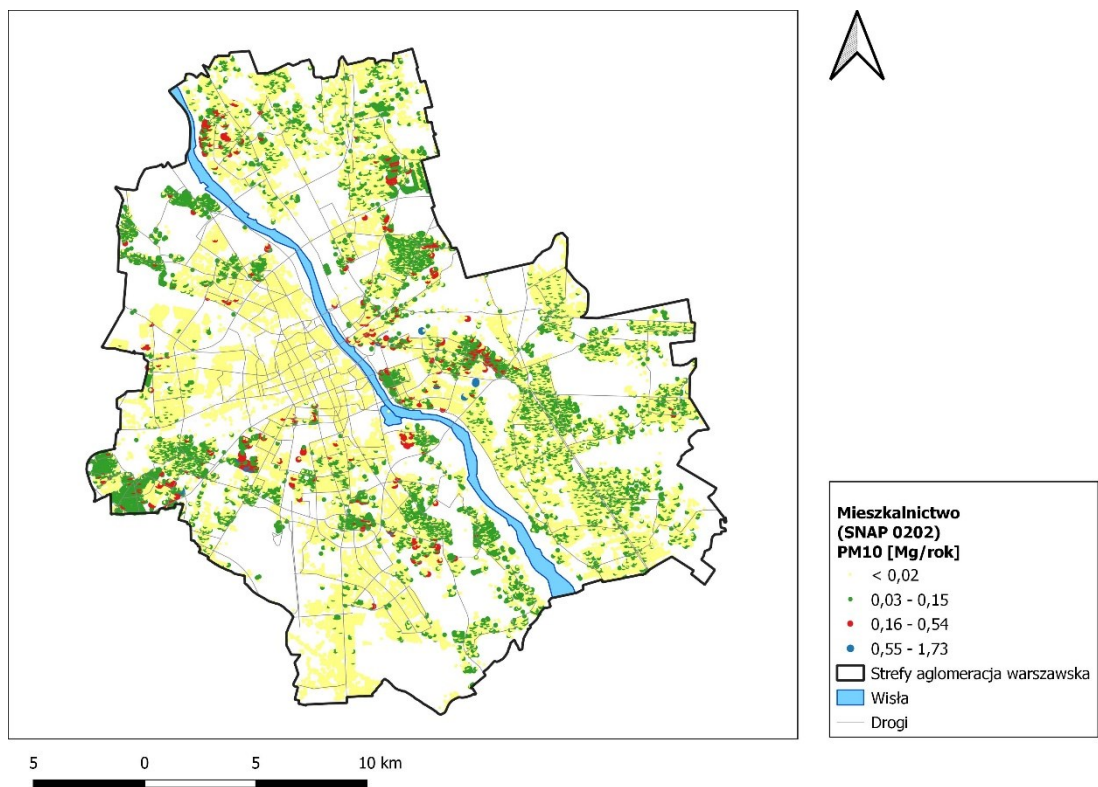 Mieszkalnictwo
(SNAP 0202)
PM10 [Mg/rok]
< 0,02
0,03 - 0,15
0,16 - 0,54
0,55 - 1,73
Strefy aglomeracja warszawska
Wisła
Drogi
5 0 5 10 km